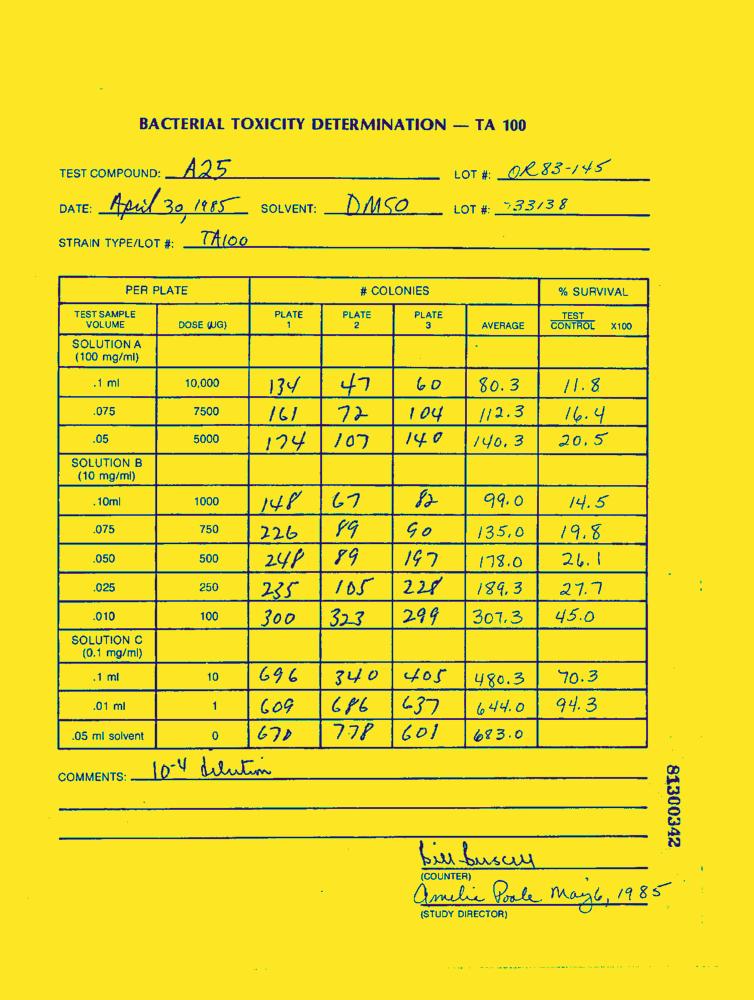 BACTERIAL TOXICITY DETERMINATION — TA 100
TEST COMPOUND: A25 LOT #: OR83-145
DATE: April 30, 1985 SOLVENT: DMSO LOT #: 33138
STRAIN TYPE/LOT #: TA100
PER PLATE # COLONIES % SURVIVAL
TEST SAMPLE VOLUME DOSE (UG) PLATE 1 PLATE 2 PLATE 3 AVERAGE TEST CONTROL X100
SOLUTION A
(100 mg/ml)
.1 ml 10,000 134 47 60 80.3 11.8
.075 7500 161 72 104 112.3 16.4
.05 5000 174 107 140 140.3 20.5
SOLUTION B
(10 mg/ml)
.10ml 1000 148 67 82 99.0 14.5
.075 750 226 89 90 135.0 19.8
.050 500 248 89 197 178.0 26.1
.025 250 235 105 228 189.3 27.7
.010 100 300 323 299 307.3 45.0
SOLUTION C
(0.1 mg/ml)
.1 ml 10 696 340 405 480.3 70.3
.01 ml 1 609 686 637 644.0 94.3
.05 ml solvent 0 670 778 601 683.0
COMMENTS: 10-4 dilution
81300342
Bill
(COUNTER)
Amelia Poole May 6, 1985
(STUDY DIRECTOR)